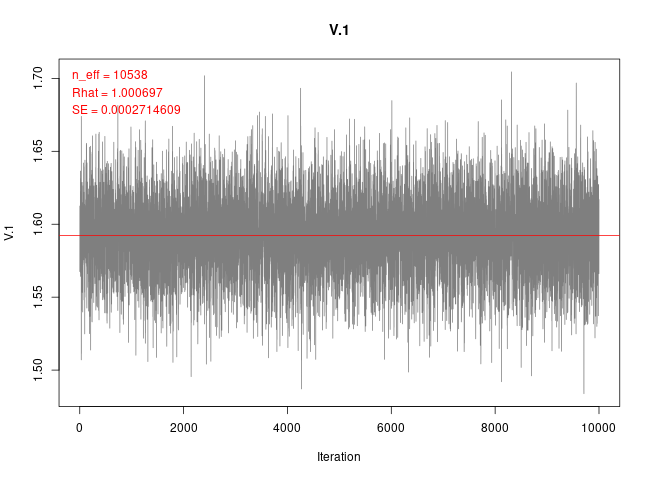 V.1
n_eff = 10538
Rhat = 1.000697
SE = 0.0002714609
1.70
1.65
1.60
1.55
1.50
V.1
0 2000 4000 6000 8000 10000
Iteration